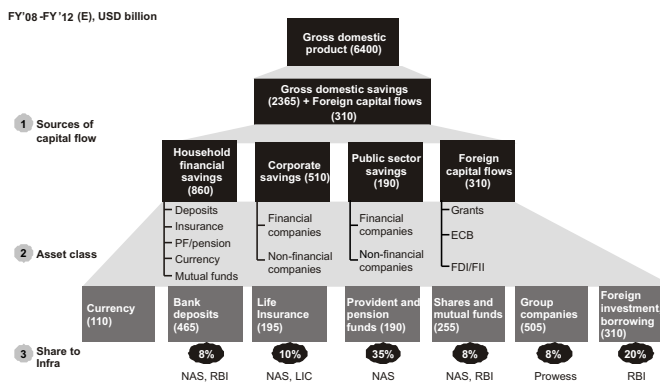 FY'08 -FY'12 (E), USD billion
Gross domestic
product (6400)
Gross domestic savings
(2365) + Foreign capital flows
(310)
1 Sources of
capital flow
Household
financial
savings
(860)
Corporate
savings (510)
Public sector
savings
(190)
Foreign
capital flows
(310)
Deposits
Insurance
PF/pension
Currency
Mutual funds
Financial
companies
Non-financial
companies
Financial
companies
Non-financial
companies
Grants
ECB
FDI/FII
2 Asset class
Currency
(110)
Bank
deposits
(465)
Life
Insurance
(195)
Provident and
pension
funds (190)
Shares and
mutual funds
(255)
Group
companies
(505)
Foreign
investment
borrowing
(310)
3 Share to
Infra
8%
10%
35%
8%
8%
20%
NAS, RBI
NAS, LIC
NAS
NAS, RBI
Prowess
RBI